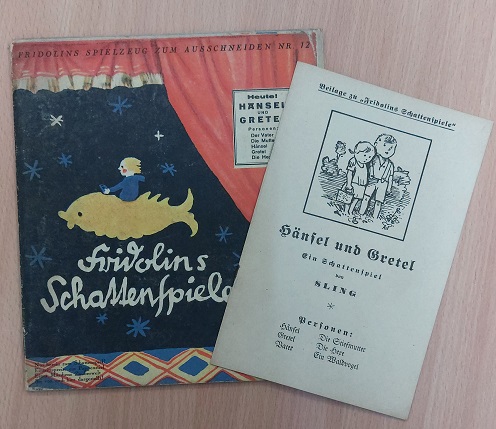 FRIDOLINS SPIELZEUG ZUM AUSSCHNEIDEN NR. 12
Heute!
HÄNSEL
UND
GRETEL
Personen:
Der Vater
Die Mutter
Hänsel
Gretel
Die Hexe
Fridolins
Schattenspiele
Beilage zu „Fridolins Schattenspiele“
Hänsel und Gretel
Ein Schattenspiel
von
SLING
Personen:
Hänsel Die Stiefmutter
Gretel Die Hexe
Vater Ein Waldvogel